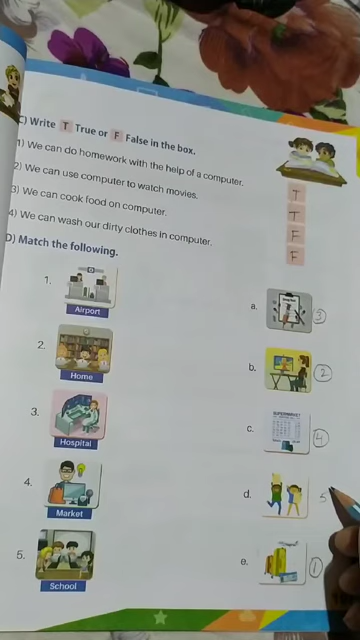 C) Write T True or F False in the box.
1) We can do homework with the help of a computer. T
2) We can use computer to watch movies. T
3) We can cook food on computer. F
4) We can wash our dirty clothes in computer. F
D) Match the following.
1. Airport
a. 3
2. Home
b. 2
3. Hospital
c. SUPERMARKET 4
4. Market
d. 5
5. School
e. 1